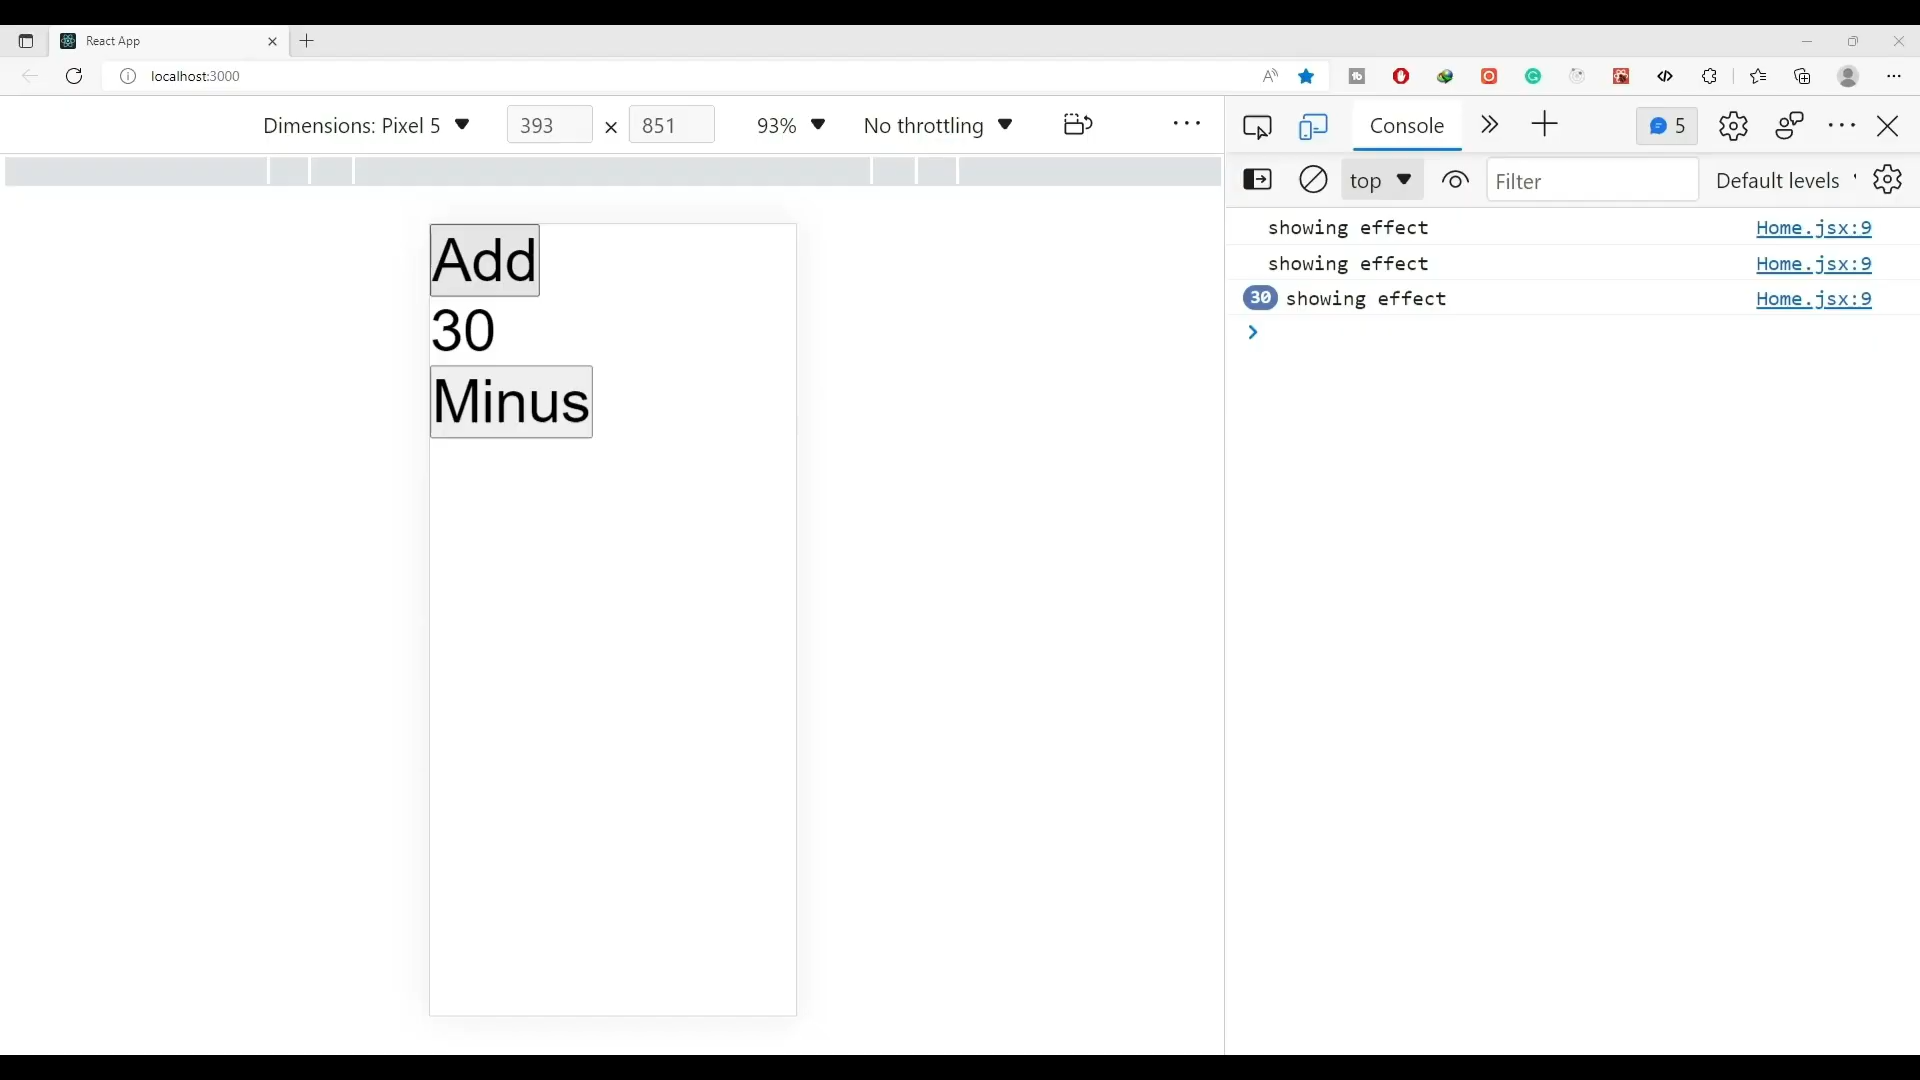 React App
localhost:3000
Dimensions: Pixel 5
393 x 851
93%
No throttling
Console
5
top
Filter
Default levels
Add
30
Minus
showing effect Home.jsx:9
showing effect Home.jsx:9
30 showing effect Home.jsx:9